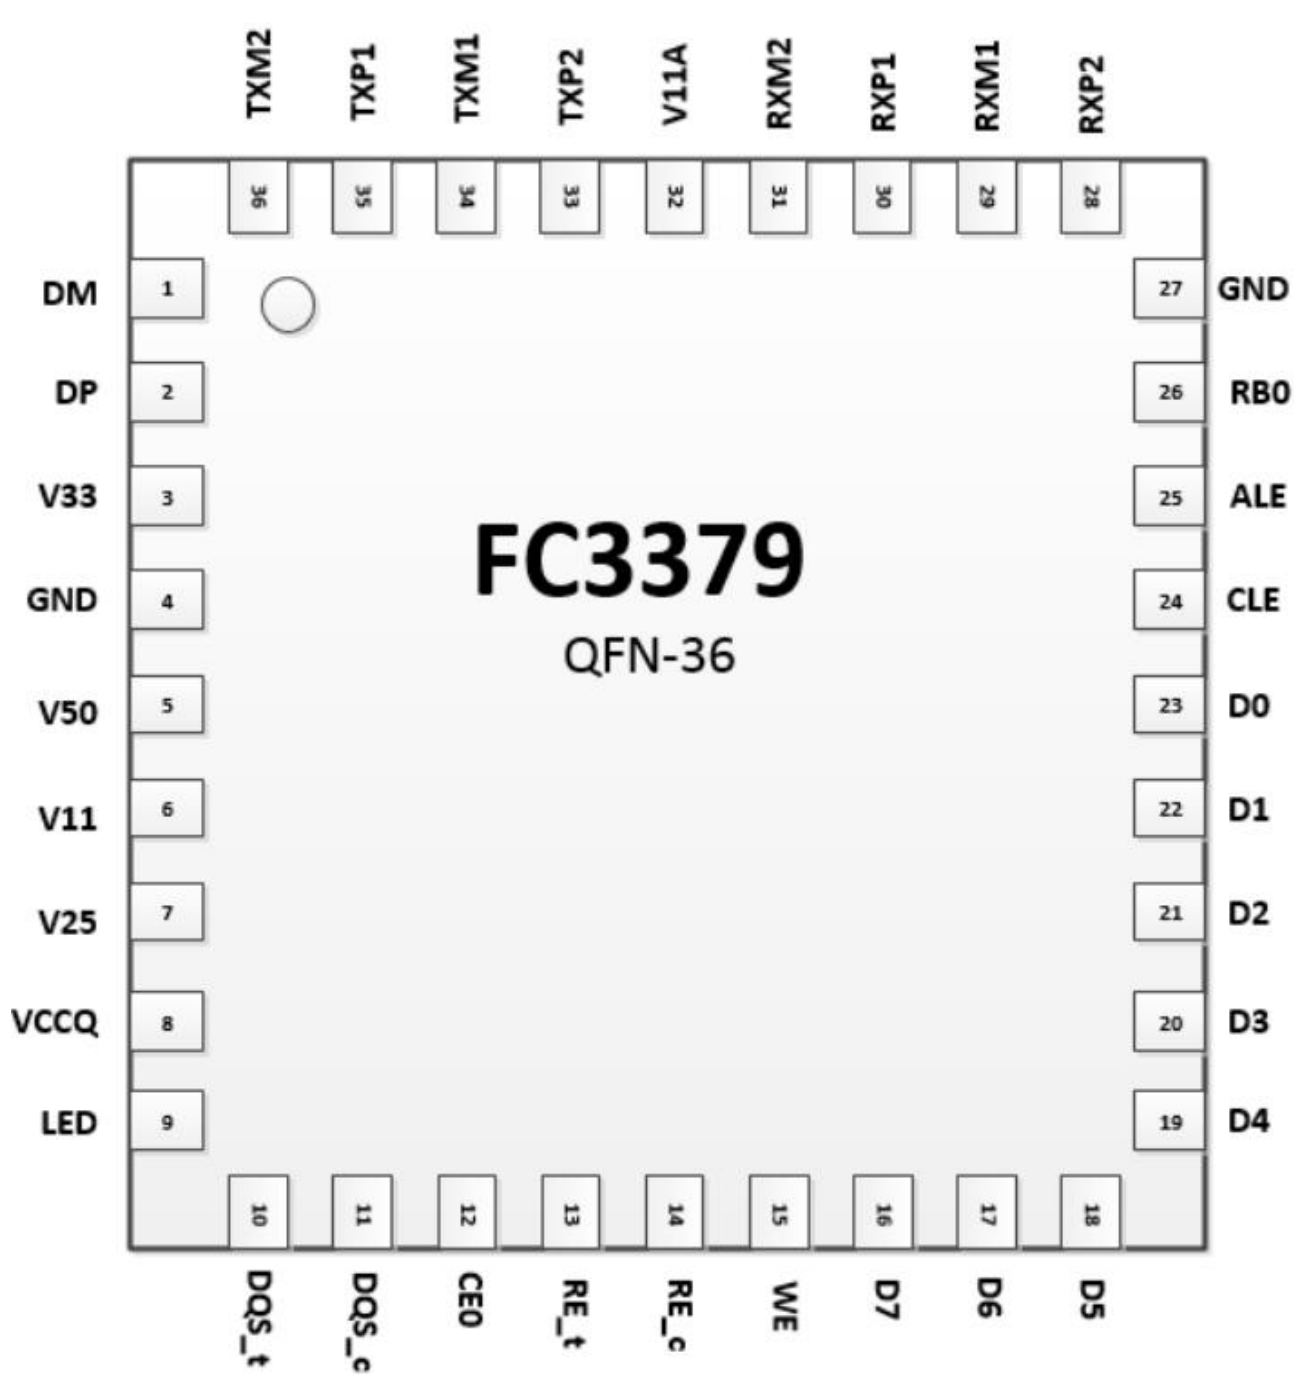 TXM2
TXP1
TXM1
TXP2
V11A
RXM2
RXP1
RXM1
RXP2
36
35
34
33
32
31
30
29
28
DM 1
27 GND
DP 2
26 RB0
V33 3
25 ALE
GND 4
24 CLE
FC3379
QFN-36
V50 5
23 D0
V11 6
22 D1
V25 7
21 D2
VCCQ 8
20 D3
LED 9
19 D4
10
11
12
13
14
15
16
17
18
DQS_t
DQS_c
CE0
RE_t
RE_c
WE
D7
D6
D5